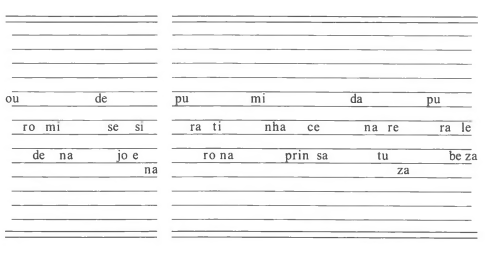 ou de pu mi da pu
ro mi se si ra ti nha ce na re ra le
de na jo e ro na prin sa tu be za
na za